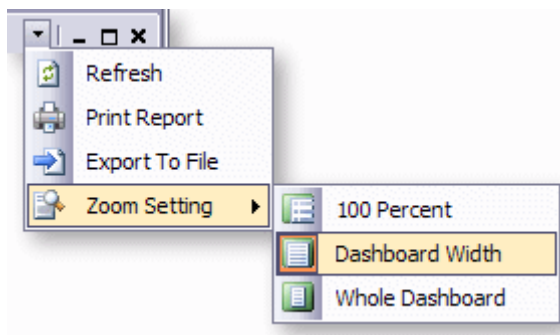 Refresh
Print Report
Export To File
Zoom Setting
100 Percent
Dashboard Width
Whole Dashboard